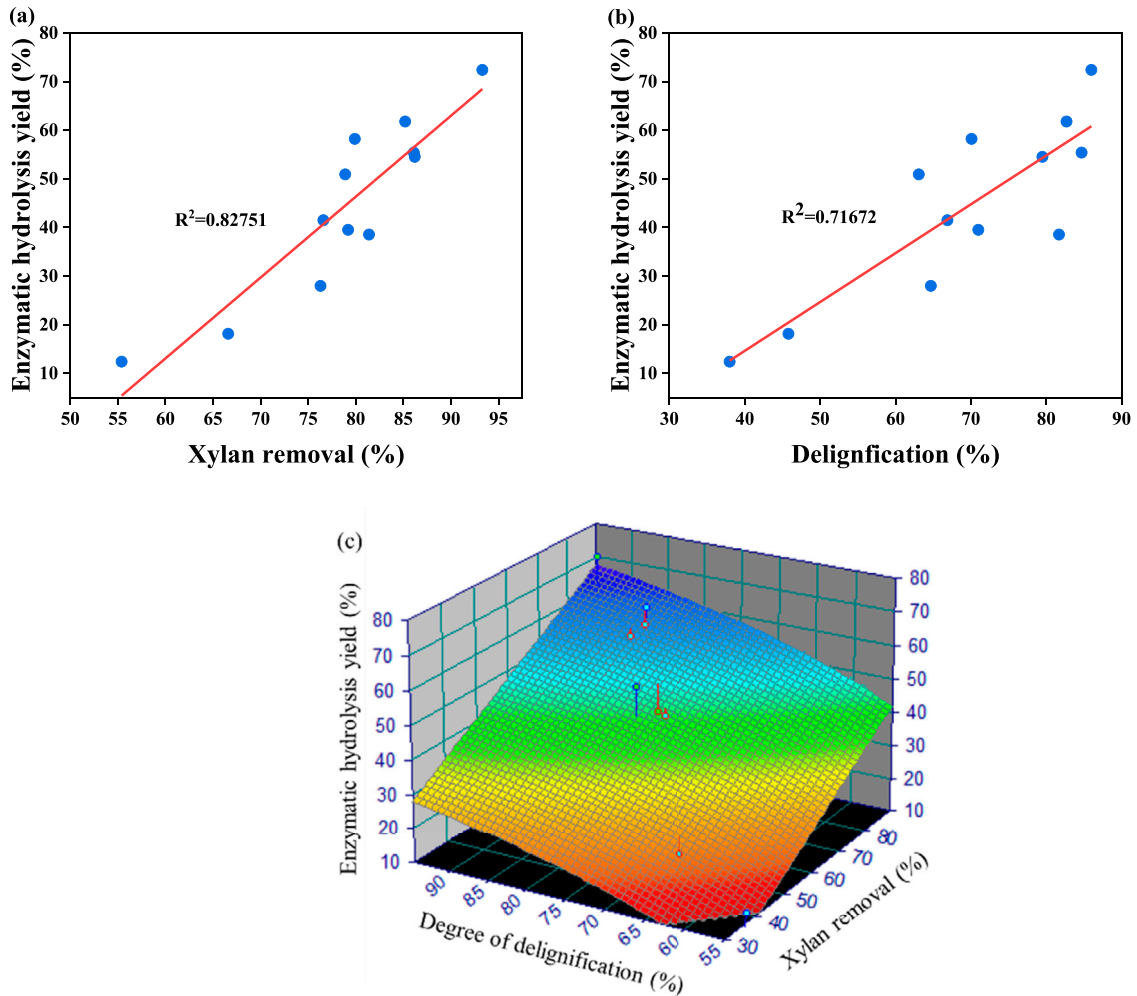 (a)
Enzymatic hydrolysis yield (%)
80
70
60
50
40
30
20
10
R²=0.82751
50 55 60 65 70 75 80 85 90 95
Xylan removal (%)
(b)
Enzymatic hydrolysis yield (%)
80
70
60
50
40
30
20
10
R²=0.71672
30 40 50 60 70 80 90
Delignfication (%)
(c)
Enzymatic hydrolysis yield (%)
80
70
60
50
40
30
20
10
80
70
60
50
40
30
20
10
90 85 80 75 70 65 60 55
Degree of delignification (%)
30 40 50 60 70 80
Xylan removal (%)